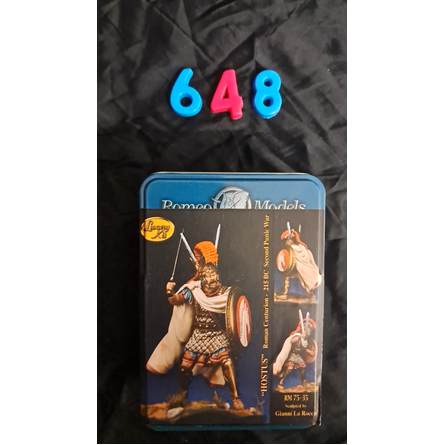 648
Romeo Models
"HOSTUS" Roman Centurion - 215 BC Second Punic War
RM 75-35
Sculpted by
Gianni La Rocca